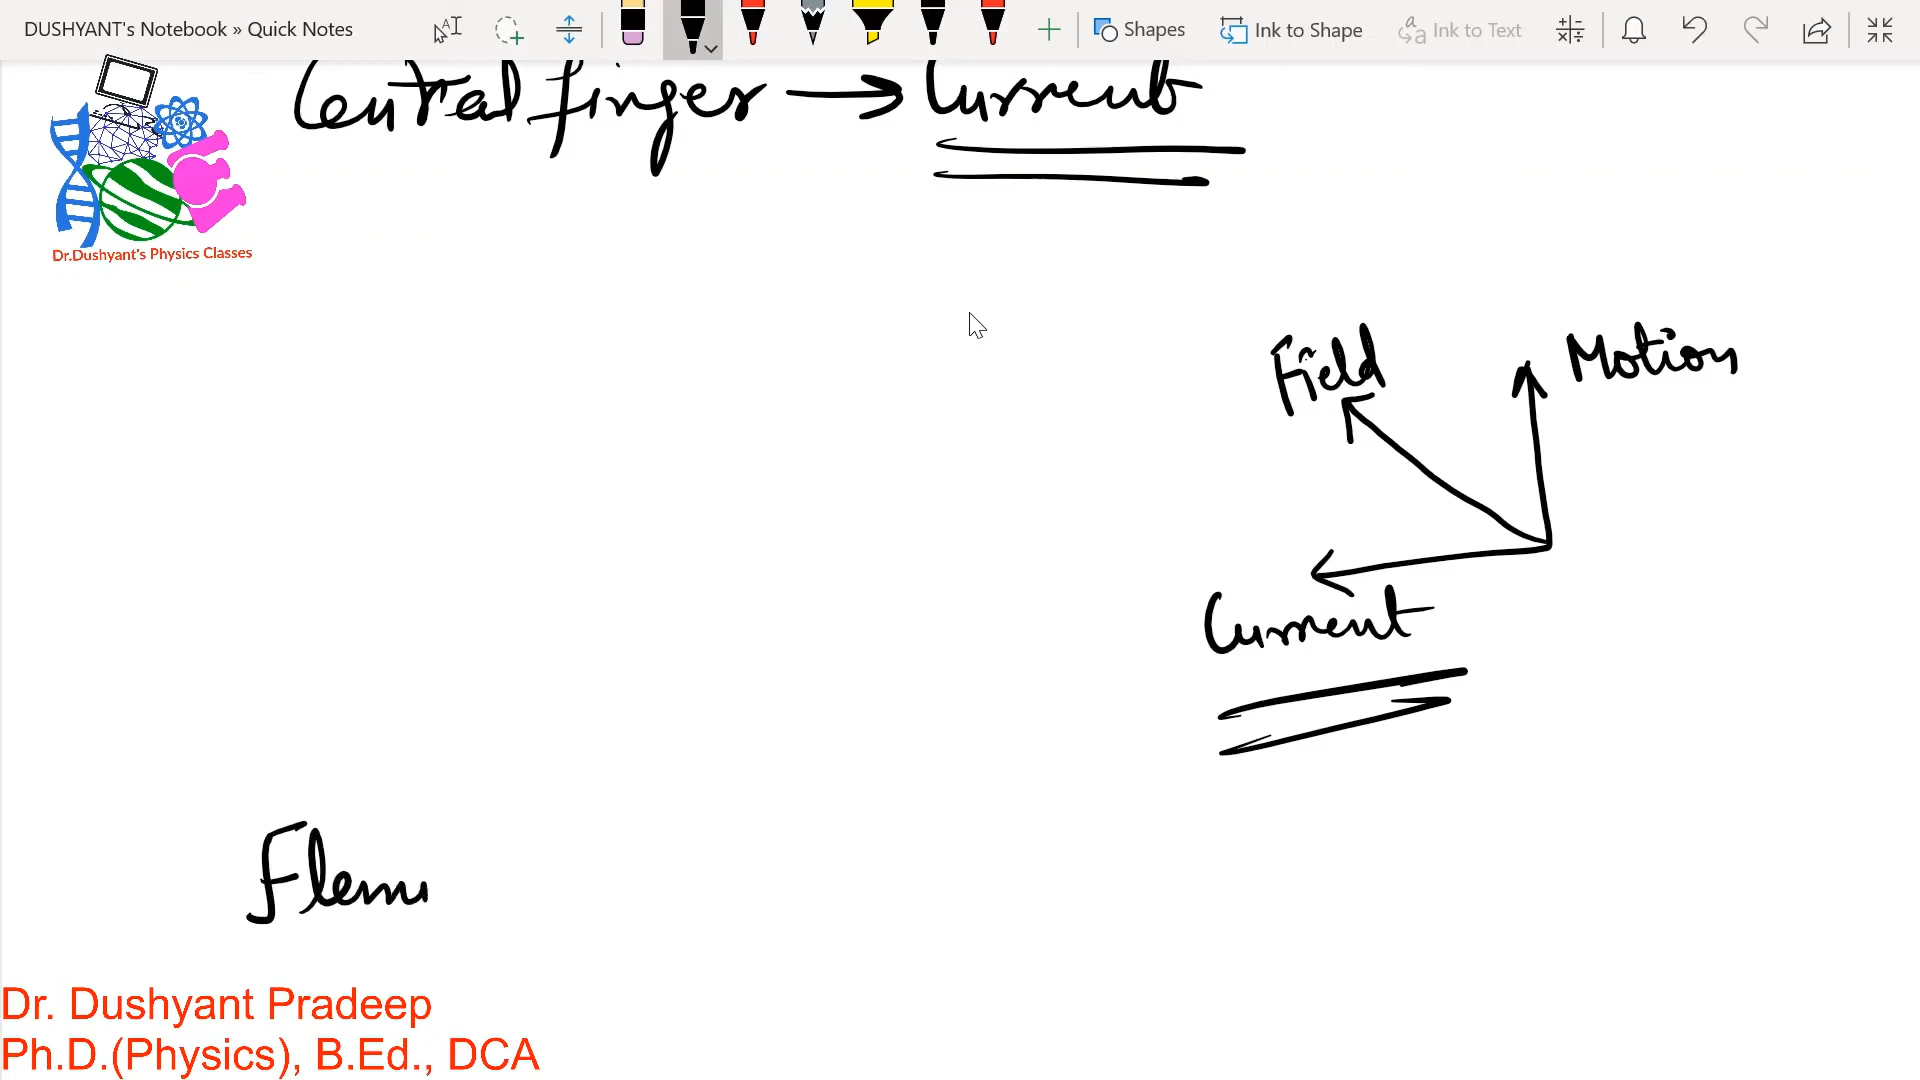 DUSHYANT's Notebook » Quick Notes
Shapes
Ink to Shape
Ink to Text
Central finger → Current
Dr.Dushyant's Physics Classes
Field
Motion
Current
Flem
Dr. Dushyant Pradeep
Ph.D.(Physics), B.Ed., DCA